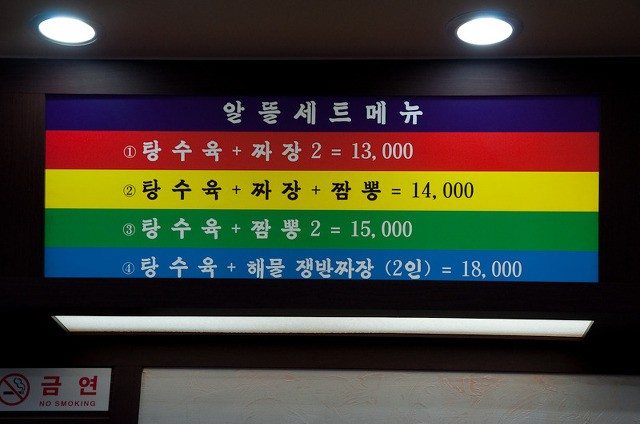 알뜰세트메뉴
① 탕수육 + 짜장 2 = 13,000
② 탕수육 + 짜장 + 짬뽕 = 14,000
③ 탕수육 + 짬뽕 2 = 15,000
④ 탕수육 + 해물 쟁반짜장 (2인) = 18,000
금연
NO SMOKING